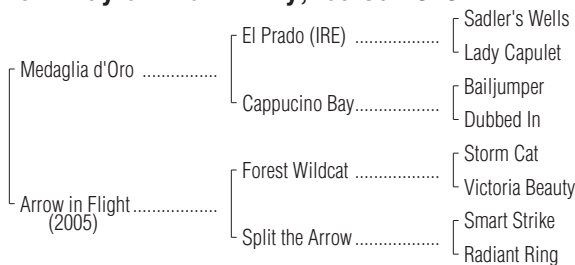 Sadler's Wells
El Prado (IRE) ...................
Lady Capulet
Medaglia d'Oro ................
Bailjumper
Cappucino Bay...................
Dubbed In
Storm Cat
Forest Wildcat ...................
Victoria Beauty
Arrow in Flight..................
(2005)
Smart Strike
Split the Arrow...................
Radiant Ring